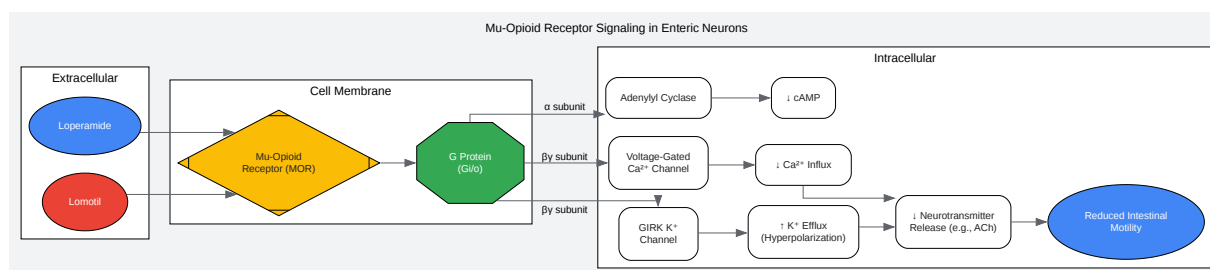 Mu-Opioid Receptor Signaling in Enteric Neurons
Extracellular
Loperamide
Lomotil
Cell Membrane
Mu-Opioid
Receptor (MOR)
G Protein
(Gi/o)
α subunit
βγ subunit
βγ subunit
Intracellular
Adenylyl Cyclase
↓ cAMP
Voltage-Gated
Ca²⁺ Channel
↓ Ca²⁺ Influx
GIRK K⁺
Channel
↑ K⁺ Efflux
(Hyperpolarization)
↓ Neurotransmitter
Release (e.g., ACh)
Reduced Intestinal
Motility